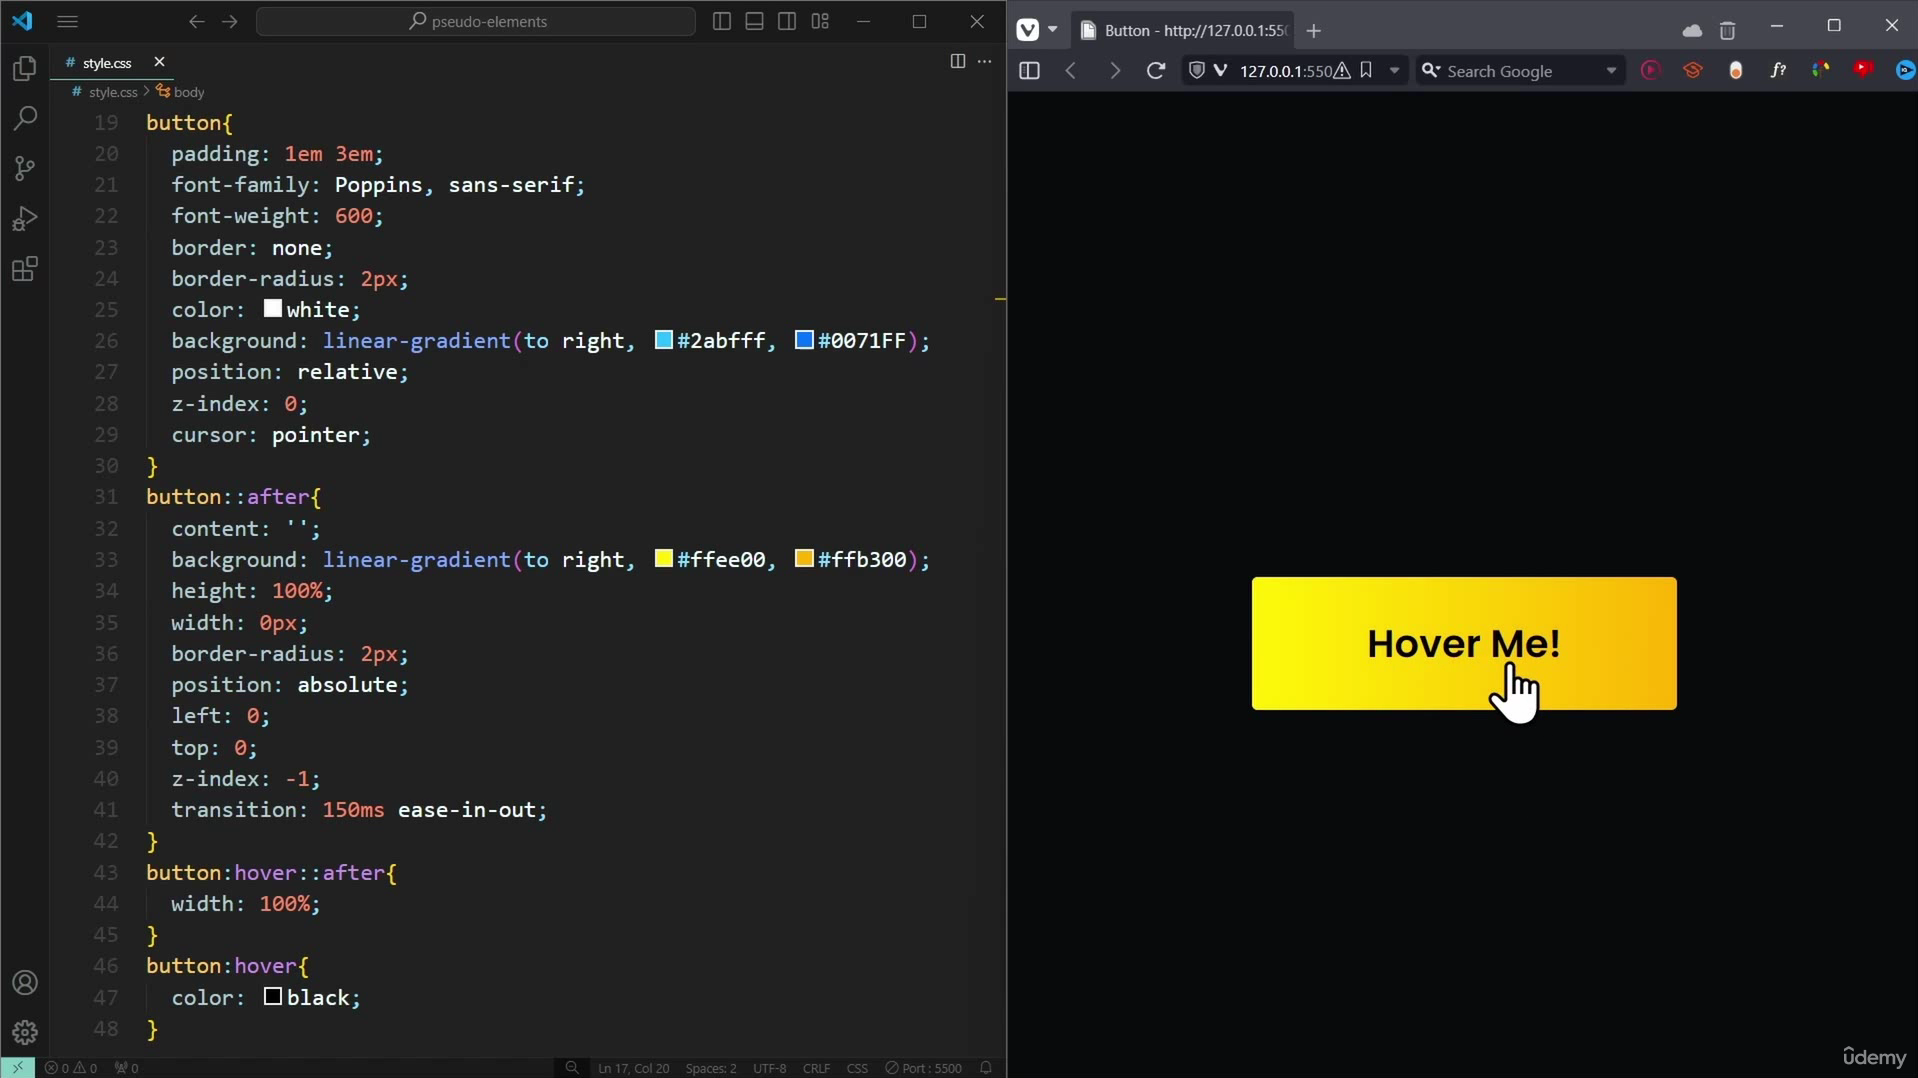 pseudo-elements
# style.css
# style.css > body
19 button{
20 padding: 1em 3em;
21 font-family: Poppins, sans-serif;
22 font-weight: 600;
23 border: none;
24 border-radius: 2px;
25 color: white;
26 background: linear-gradient(to right, #2abfff, #0071FF);
27 position: relative;
28 z-index: 0;
29 cursor: pointer;
30 }
31 button::after{
32 content: '';
33 background: linear-gradient(to right, #ffee00, #ffb300);
34 height: 100%;
35 width: 0px;
36 border-radius: 2px;
37 position: absolute;
38 left: 0;
39 top: 0;
40 z-index: -1;
41 transition: 150ms ease-in-out;
42 }
43 button:hover::after{
44 width: 100%;
45 }
46 button:hover{
47 color: black;
48 }
0 0 0 Ln 17, Col 20 Spaces: 2 UTF-8 CRLF CSS Port : 5500
Button - http://127.0.0.1:550
127.0.0.1:550 Search Google f?
Hover Me!
ûdemy